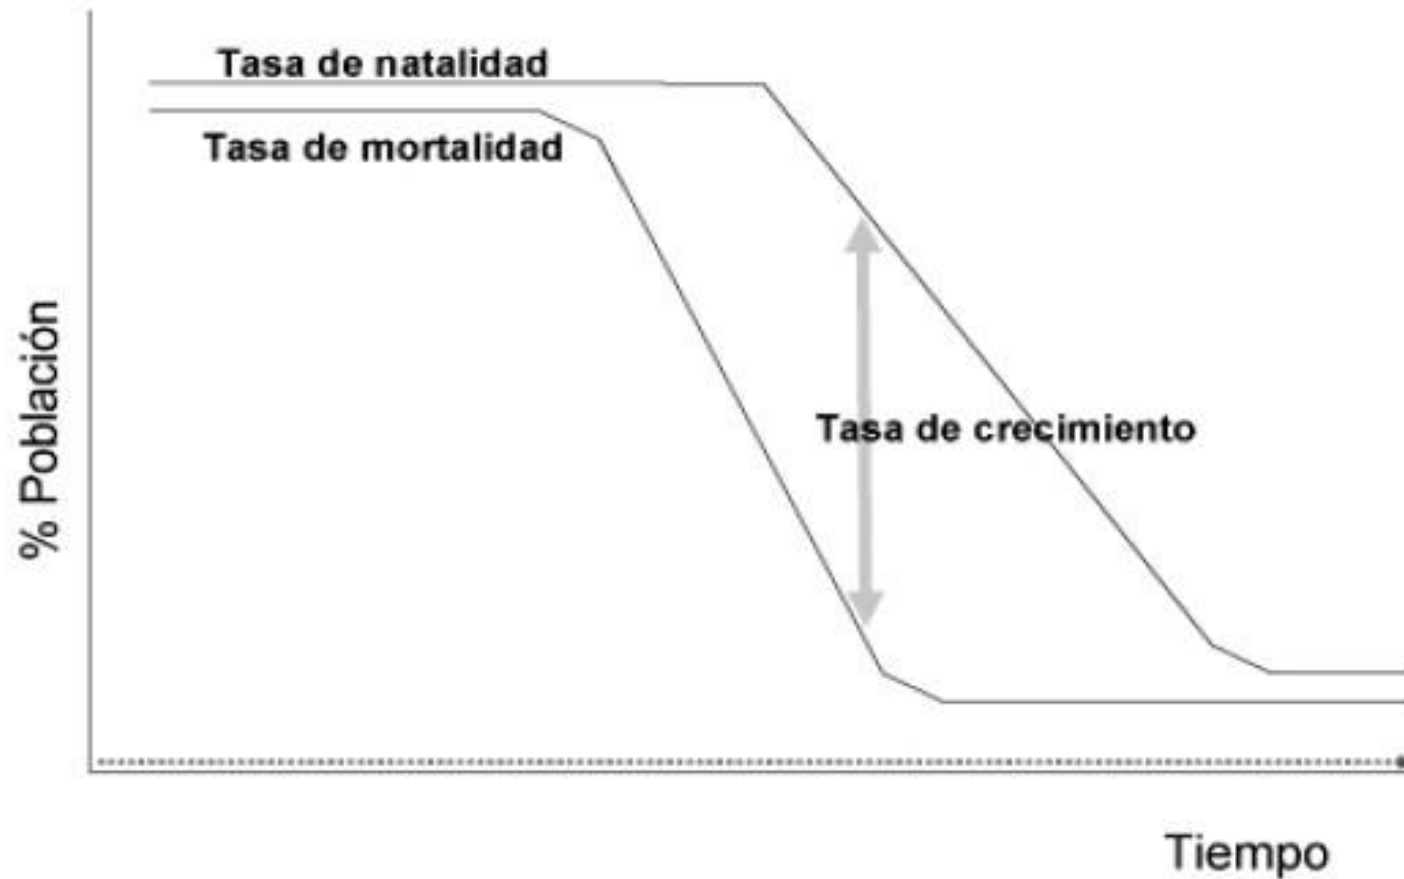 Tasa de natalidad
Tasa de mortalidad
% Población
Tasa de crecimiento
Tiempo